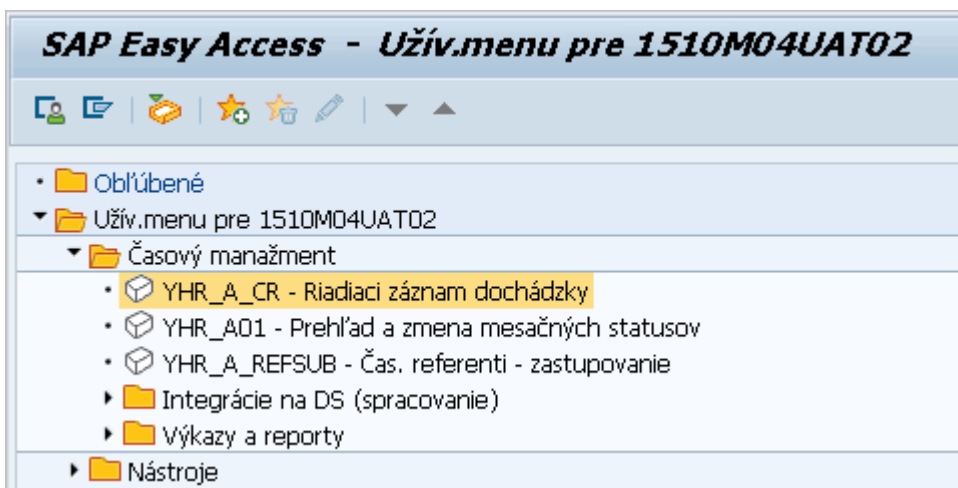 SAP Easy Access - Užív.menu pre 1510M04UAT02
Obľúbené
Užív.menu pre 1510M04UAT02
Časový manažment
YHR_A_CR - Riadiaci záznam dochádzky
YHR_A01 - Prehľad a zmena mesačných statusov
YHR_A_REFSUB - Čas. referenti - zastupovanie
Integrácie na DS (spracovanie)
Výkazy a reporty
Nástroje